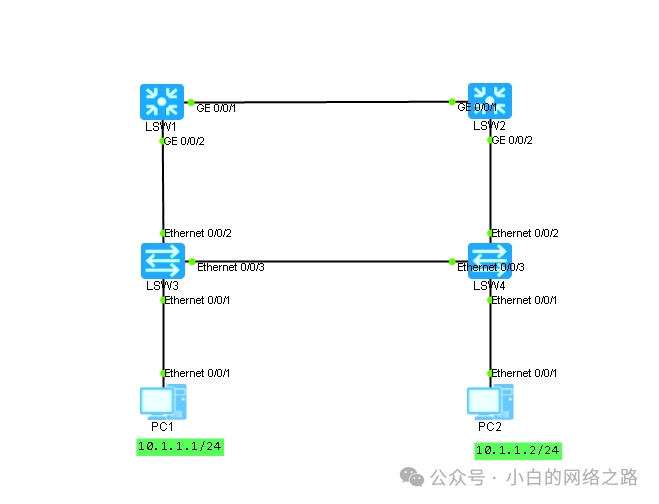 GE 0/0/1
GE 0/0/1
LSW1
LSW2
GE 0/0/2
GE 0/0/2
Ethernet 0/0/2
Ethernet 0/0/2
Ethernet 0/0/3
Ethernet 0/0/3
LSW3
LSW4
Ethernet 0/0/1
Ethernet 0/0/1
Ethernet 0/0/1
Ethernet 0/0/1
PC1
PC2
10.1.1.1/24
10.1.1.2/24
公众号 · 小白的网络之路